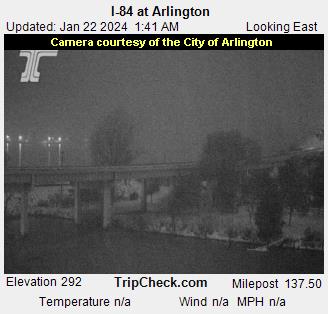 I-84 at Arlington
Updated: Jan 22 2024 1:41 AM Looking East
Camera courtesy of the City of Arlington
Elevation 292 TripCheck.com Milepost 137.50
Temperature n/a Wind n/a MPH n/a